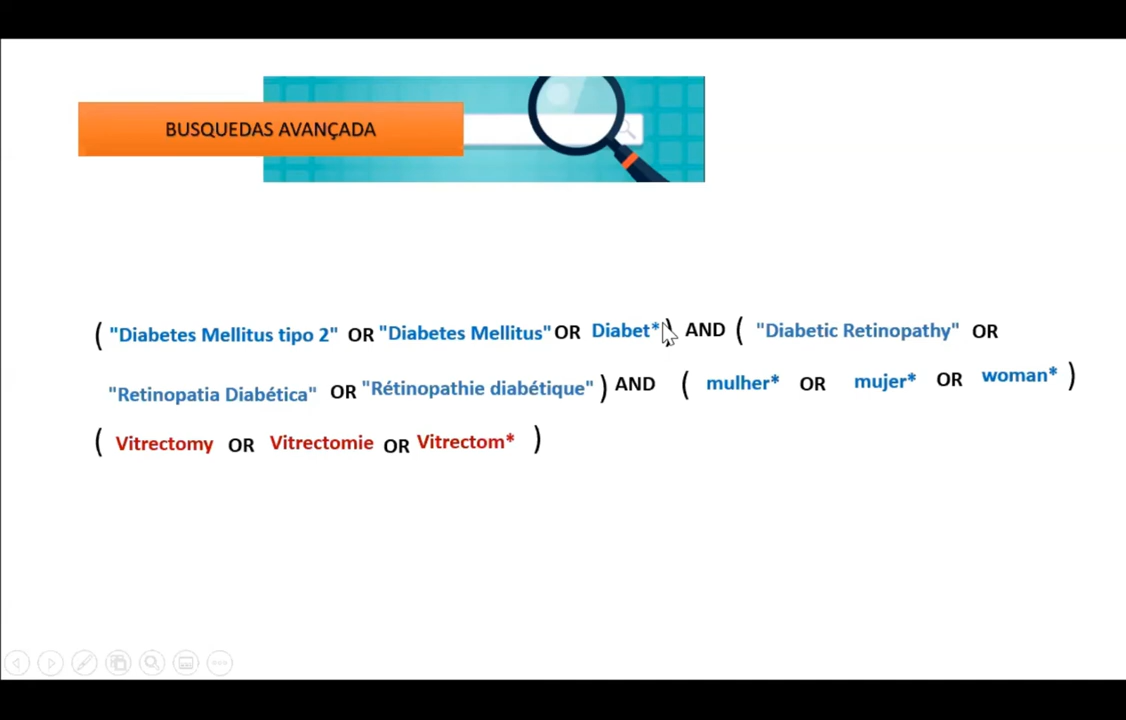 BUSQUEDAS AVANÇADA
( "Diabetes Mellitus tipo 2" OR "Diabetes Mellitus" OR Diabet* ) AND ( "Diabetic Retinopathy" OR
"Retinopatia Diabética" OR "Rétinopathie diabétique" ) AND ( mulher* OR mujer* OR woman* )
( Vitrectomy OR Vitrectomie OR Vitrectom* )